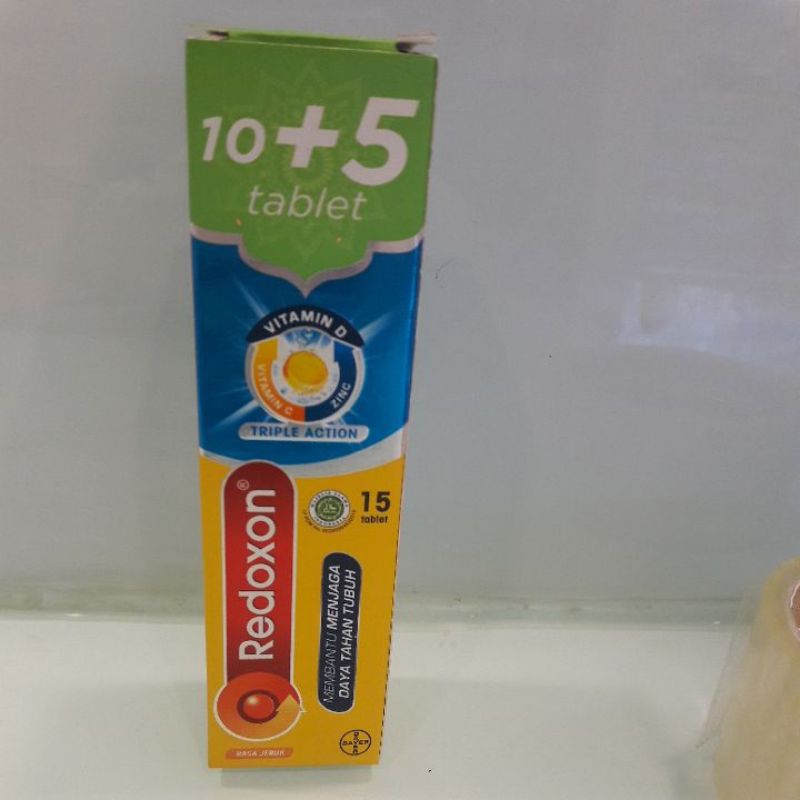 10+5
tablet
VITAMIN D
VITAMIN C
ZINC
TRIPLE ACTION
Redoxon®
15
tablet
MEMBANTU MENJAGA
DAYA TAHAN TUBUH
RASA JERUK
BAYER